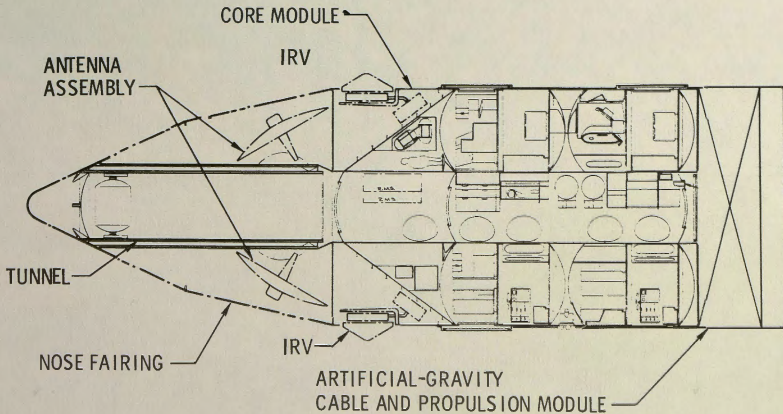 CORE MODULE
IRV
ANTENNA
ASSEMBLY
TUNNEL
NOSE FAIRING
IRV
ARTIFICIAL-GRAVITY
CABLE AND PROPULSION MODULE